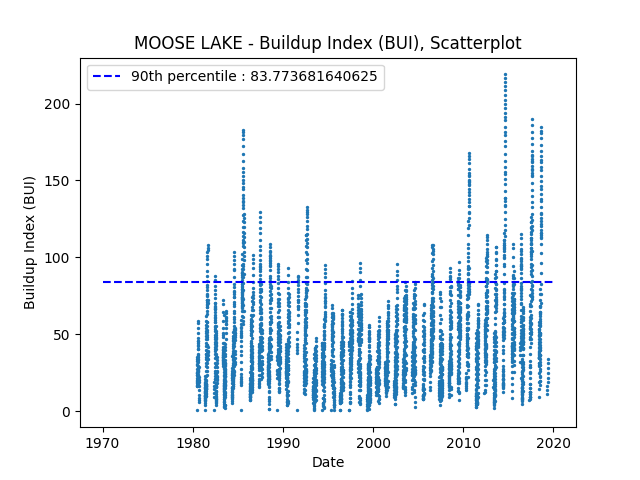 MOOSE LAKE - Buildup Index (BUI), Scatterplot
90th percentile : 83.773681640625
Buildup Index (BUI)
200
150
100
50
0
1970 1980 1990 2000 2010 2020
Date